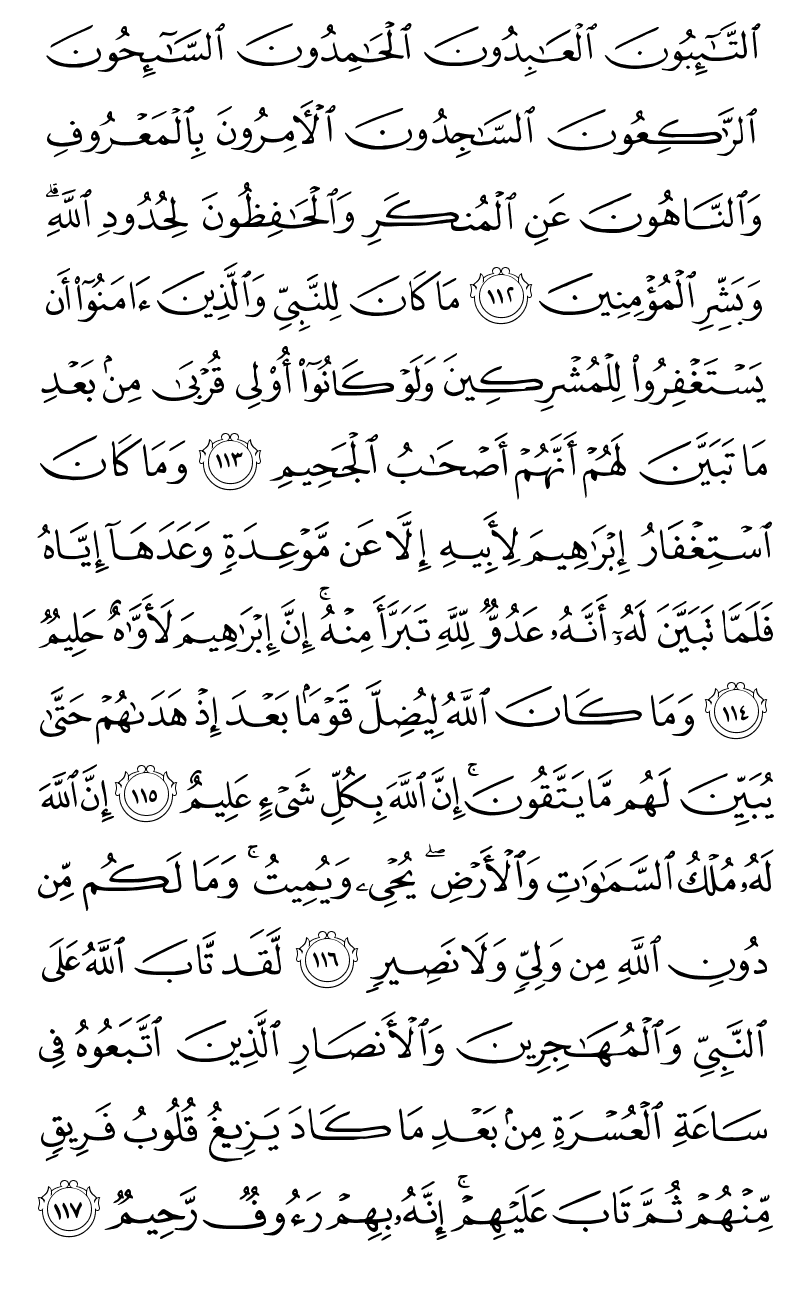 ٱلتَّٰٓئِبُونَ ٱلْعَٰبِدُونَ ٱلْحَٰمِدُونَ ٱلسَّٰٓئِحُونَ
ٱلرَّٰكِعُونَ ٱلسَّٰجِدُونَ ٱلْءَامِرُونَ بِٱلْمَعْرُوفِ
وَٱلنَّاهُونَ عَنِ ٱلْمُنكَرِ وَٱلْحَٰفِظُونَ لِحُدُودِ ٱللَّهِ ۗ
وَبَشِّرِ ٱلْمُؤْمِنِينَ ١١٢ مَا كَانَ لِلنَّبِىِّ وَٱلَّذِينَ ءَامَنُوٓا۟ أَن
يَسْتَغْفِرُوا۟ لِلْمُشْرِكِينَ وَلَوْ كَانُوٓا۟ أُو۟لِى قُرْبَىٰ مِنۢ بَعْدِ
مَا تَبَيَّنَ لَهُمْ أَنَّهُمْ أَصْحَٰبُ ٱلْجَحِيمِ ١١٣ وَمَا كَانَ
ٱسْتِغْفَارُ إِبْرَٰهِيمَ لِأَبِيهِ إِلَّا عَن مَّوْعِدَةٍ وَعَدَهَآ إِيَّاهُ
فَلَمَّا تَبَيَّنَ لَهُۥٓ أَنَّهُۥ عَدُوٌّ لِّلَّهِ تَبَرَّأَ مِنْهُ ۚ إِنَّ إِبْرَٰهِيمَ لَأَوَّٰهٌ حَلِيمٌ
١١٤ وَمَا كَانَ ٱللَّهُ لِيُضِلَّ قَوْمًۢا بَعْدَ إِذْ هَدَىٰهُمْ حَتَّىٰ
يُبَيِّنَ لَهُم مَّا يَتَّقُونَ ۚ إِنَّ ٱللَّهَ بِكُلِّ شَىْءٍ عَلِيمٌ ١١٥ إِنَّ ٱللَّهَ
لَهُۥ مُلْكُ ٱلسَّمَٰوَٰتِ وَٱلْأَرْضِ ۖ يُحْىِۦ وَيُمِيتُ ۚ وَمَا لَكُم مِّن
دُونِ ٱللَّهِ مِن وَلِىٍّ وَلَا نَصِيرٍ ١١٦ لَّقَد تَّابَ ٱللَّهُ عَلَى
ٱلنَّبِىِّ وَٱلْمُهَٰجِرِينَ وَٱلْأَنصَارِ ٱلَّذِينَ ٱتَّبَعُوهُ فِى
سَاعَةِ ٱلْعُسْرَةِ مِنۢ بَعْدِ مَا كَادَ يَزِيغُ قُلُوبُ فَرِيقٍ
مِّنْهُمْ ثُمَّ تَابَ عَلَيْهِمْ ۚ إِنَّهُۥ بِهِمْ رَءُوفٌ رَّحِيمٌ ١١٧